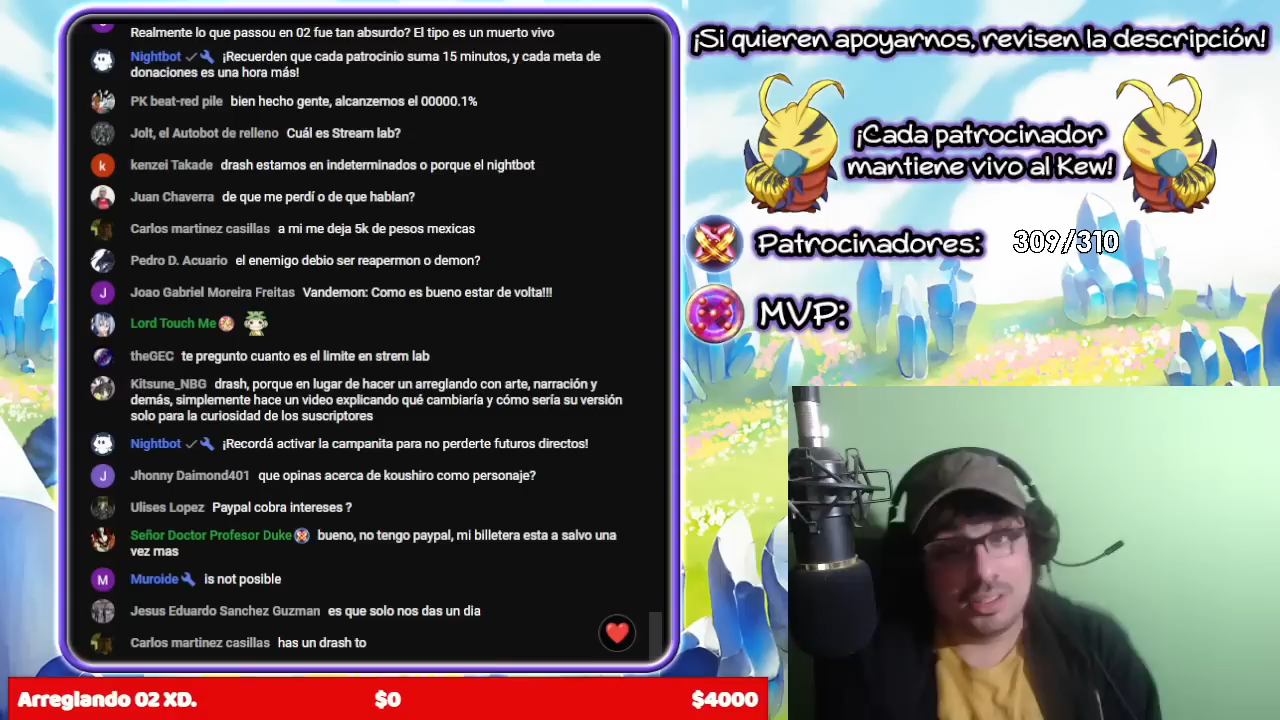 Realmente lo que passou en 02 fue tan absurdo? El tipo es un muerto vivo
Nightbot ¡Recuerden que cada patrocinio suma 15 minutos, y cada meta de
donaciones es una hora más!
PK beat-red pile bien hecho gente, alcanzemos el 00000.1%
Jolt, el Autobot de relleno Cuál es Stream lab?
kenzei Takade drash estamos en indeterminados o porque el nightbot
Juan Chaverra de que me perdí o de que hablan?
Carlos martinez casillas a mi me deja 5k de pesos mexicas
Pedro D. Acuario el enemigo debio ser reapermon o demon?
Joao Gabriel Moreira Freitas Vandemon: Como es bueno estar de volta!!!
Lord Touch Me
theGEC te pregunto cuanto es el limite en strem lab
Kitsune_NBG drash, porque en lugar de hacer un arreglando con arte, narración y
demás, simplemente hace un video explicando qué cambiaría y cómo sería su versión
solo para la curiosidad de los suscriptores
Nightbot ¡Recordá activar la campanita para no perderte futuros directos!
Jhonny Daimond401 que opinas acerca de koushiro como personaje?
Ulises Lopez Paypal cobra intereses ?
Señor Doctor Profesor Duke bueno, no tengo paypal, mi billetera esta a salvo una
vez mas
Muroide is not posible
Jesus Eduardo Sanchez Guzman es que solo nos das un dia
Carlos martinez casillas has un drash to
k
J
J
M
¡Si quieren apoyarnos, revisen la descripción!
¡Cada patrocinador
mantiene vivo al Kew!
Patrocinadores: 309/310
MVP:
Arreglando 02 XD. $0 $4000